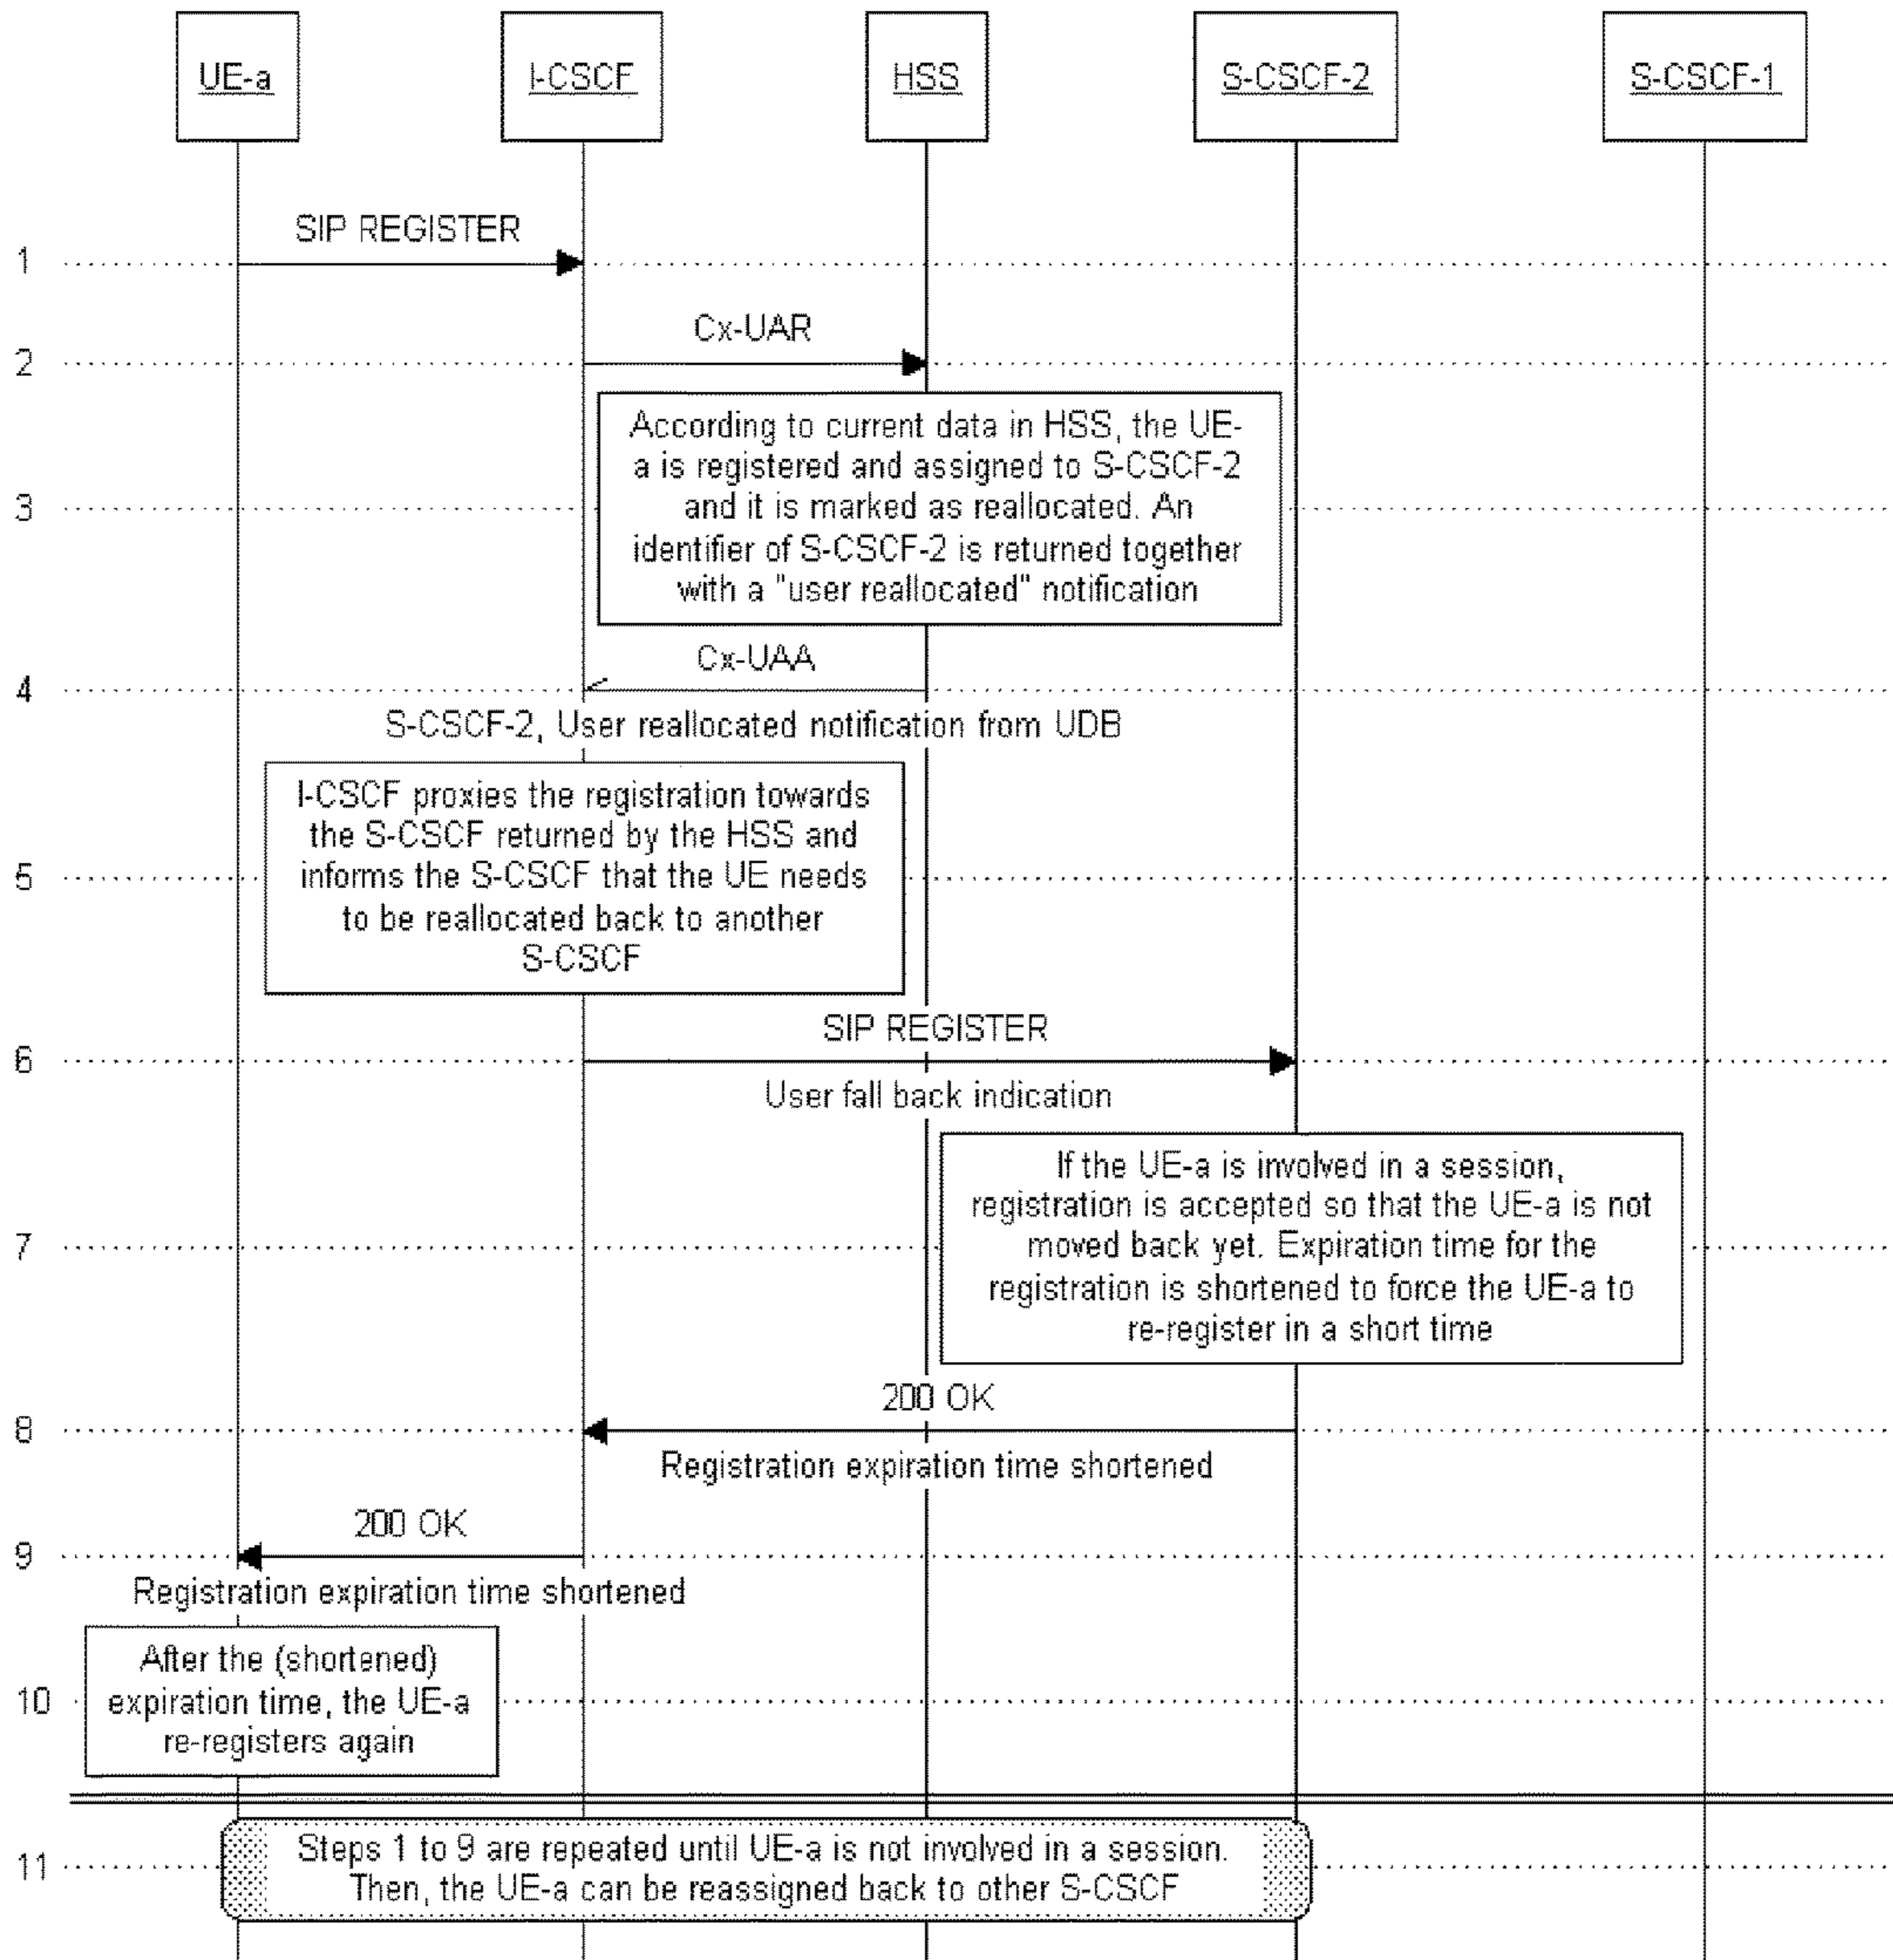 UE-a
I-CSCF
HSS
S-CSCF-2
S-CSCF-1
SIP REGISTER
1
Cx-UAR
2
According to current data in HSS, the UE-
a is registered and assigned to S-CSCF-2
3
and it is marked as reallocated. An
identifier of S-CSCF-2 is returned together
with a "user reallocated" notification
Cx-UAA
4
S-CSCF-2, User reallocated notification from UDB
I-CSCF proxies the registration towards
the S-CSCF returned by the HSS and
5
informs the S-CSCF that the UE needs
to be reallocated back to another
S-CSCF
SIP REGISTER
6
User fall back indication
If the UE-a is involved in a session,
registration is accepted so that the UE-a is not
7
moved back yet. Expiration time for the
registration is shortened to force the UE-a to
re-register in a short time
200 OK
8
Registration expiration time shortened
200 OK
9
Registration expiration time shortened
After the (shortened)
10
expiration time, the UE-a
re-registers again
Steps 1 to 9 are repeated until UE-a is not involved in a session.
11
Then, the UE-a can be reassigned back to other S-CSCF